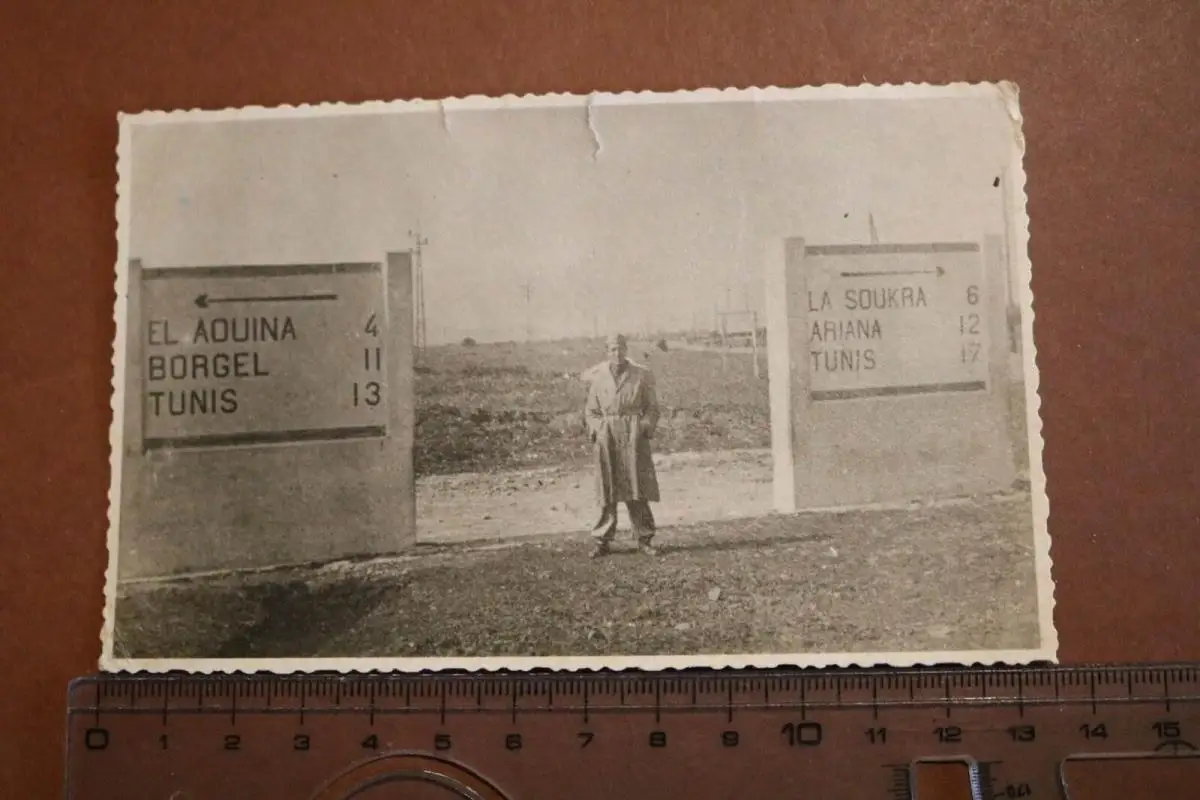 EL AOUINA 4
BORGEL 11
TUNIS 13
LA SOUKRA 6
ARIANA 12
TUNIS 17
0 1 2 3 4 5 6 7 8 9 10 11 12 13 14 15
170